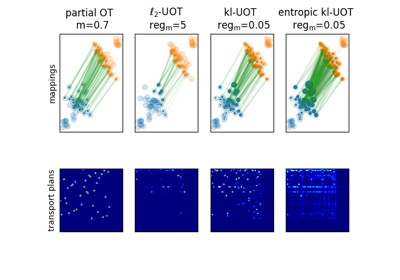 partial OT
m=0.7
ℓ₂-UOT
regₘ=5
kl-UOT
regₘ=0.05
entropic kl-UOT
regₘ=0.05
mappings
transport plans